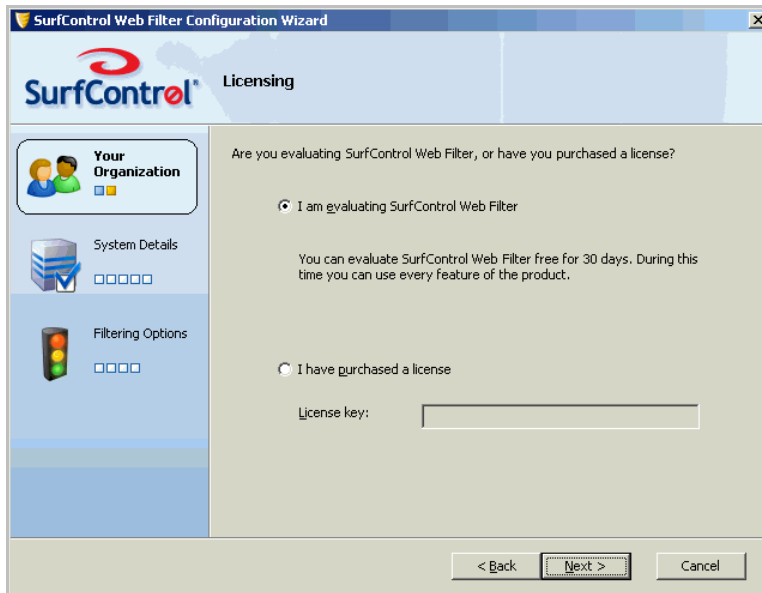 SurfControl Web Filter Configuration Wizard
SurfControl
Licensing
Your
Organization
System Details
Filtering Options
Are you evaluating SurfControl Web Filter, or have you purchased a license?
I am evaluating SurfControl Web Filter
You can evaluate SurfControl Web Filter free for 30 days. During this
time you can use every feature of the product.
I have purchased a license
License key:
< Back
Next >
Cancel